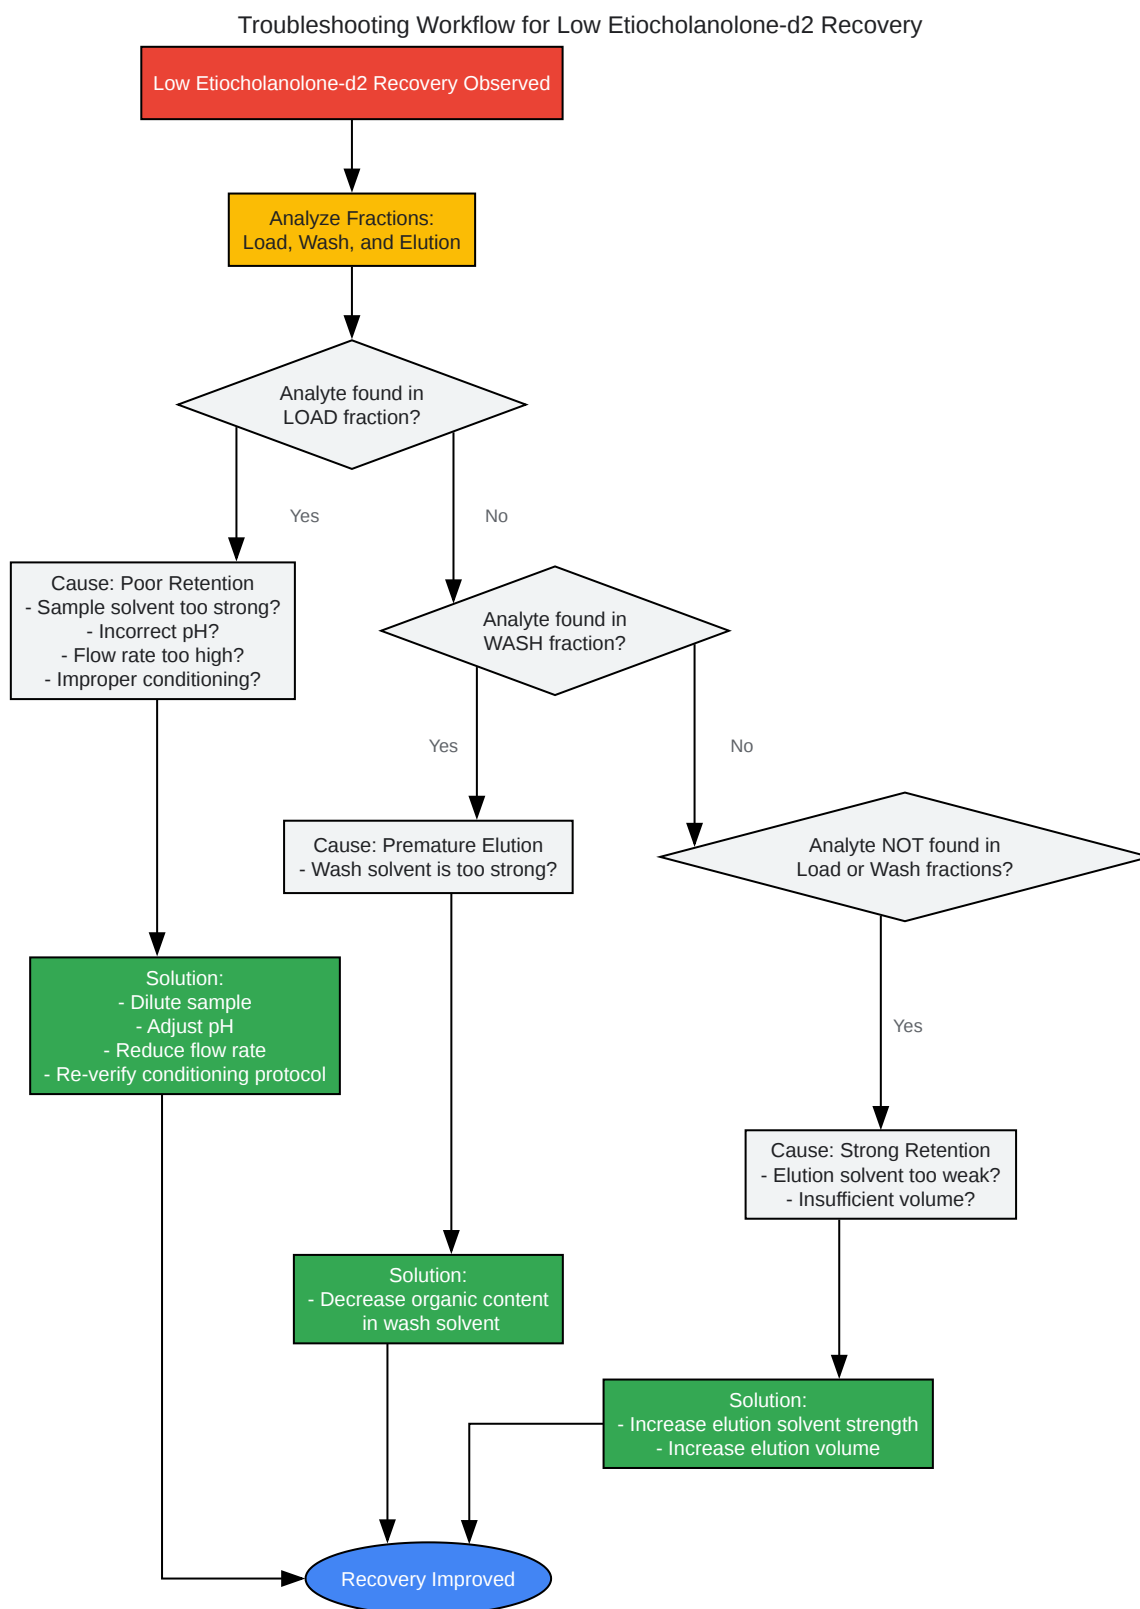 Troubleshooting Workflow for Low Etiocholanolone-d2 Recovery
Low Etiocholanolone-d2 Recovery Observed
Analyze Fractions:
Load, Wash, and Elution
Analyte found in
LOAD fraction?
Yes
No
Cause: Poor Retention
- Sample solvent too strong?
- Incorrect pH?
- Flow rate too high?
- Improper conditioning?
Analyte found in
WASH fraction?
Yes
No
Cause: Premature Elution
- Wash solvent is too strong?
Analyte NOT found in
Load or Wash fractions?
Solution:
- Dilute sample
- Adjust pH
- Reduce flow rate
- Re-verify conditioning protocol
Yes
Cause: Strong Retention
- Elution solvent too weak?
- Insufficient volume?
Solution:
- Decrease organic content
in wash solvent
Solution:
- Increase elution solvent strength
- Increase elution volume
Recovery Improved